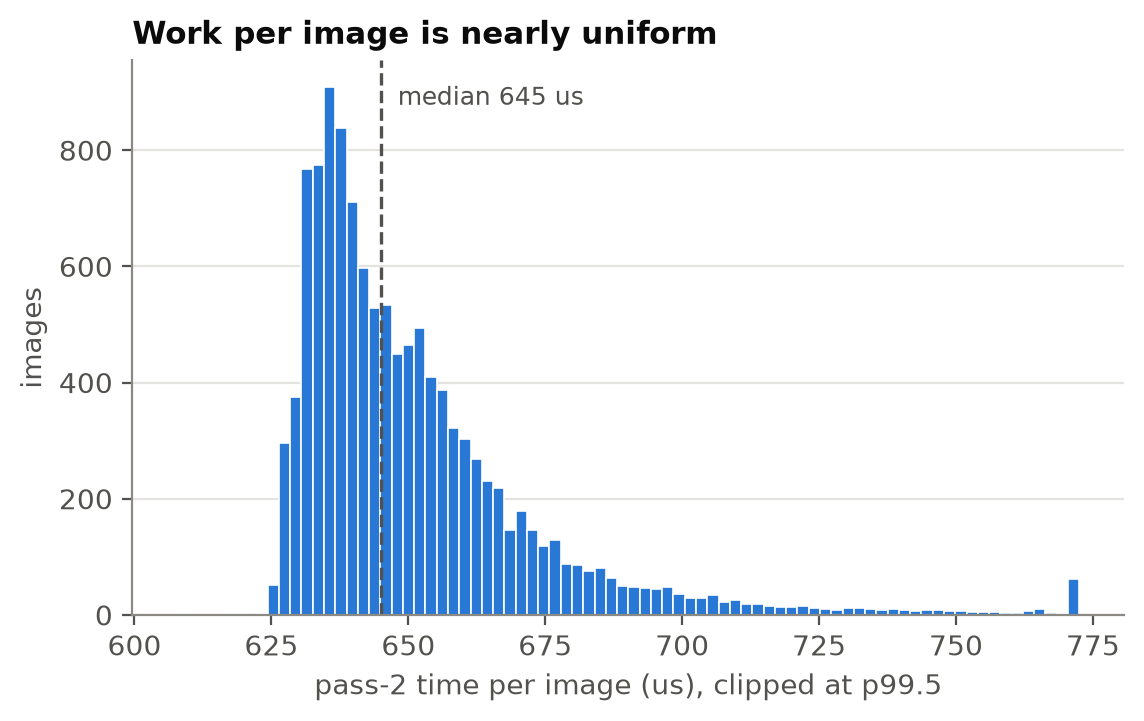 Work per image is nearly uniform
median 645 us
800
600
400
200
0
images
600 625 650 675 700 725 750 775
pass-2 time per image (us), clipped at p99.5